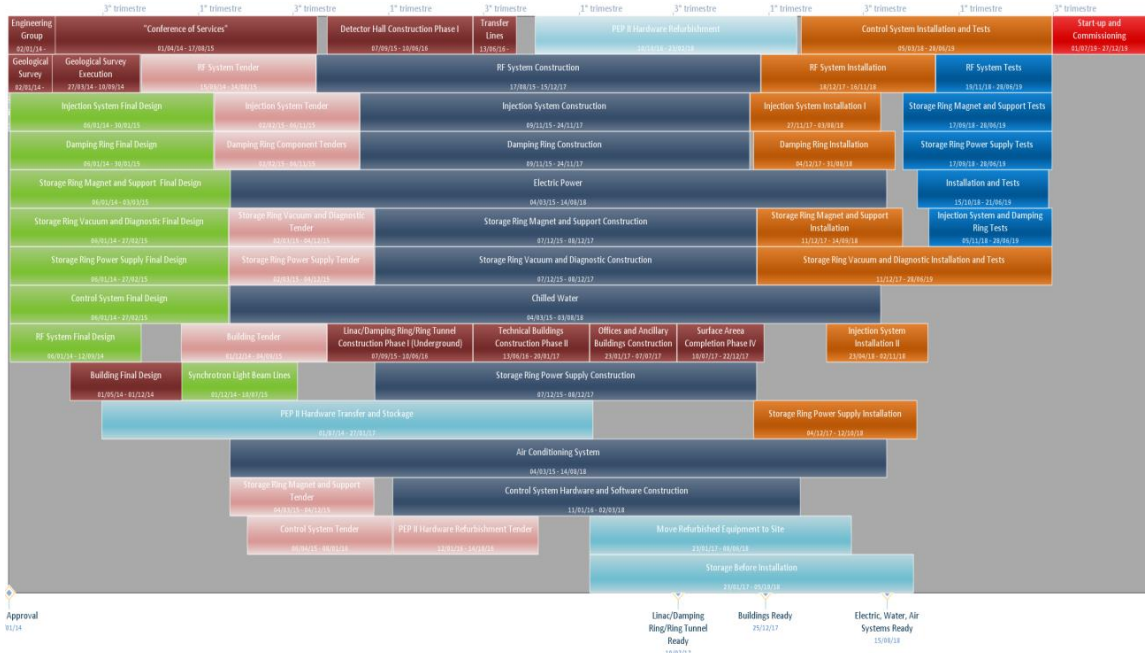 3° trimestre 1° trimestre 3° trimestre 1° trimestre 3° trimestre 1° trimestre 3° trimestre 1° trimestre 3° trimestre 1° trimestre 3° trimestre
Engineering
Group
02/01/14 -
"Conference of Services"
01/04/14 - 17/08/15
Detector Hall Construction Phase I
07/09/15 - 10/06/16
Transfer
Lines
13/06/16 -
PEP II Hardware Refurbishment
Control System Installation and Tests
05/03/18 - 28/06/19
Start-up and
Commissioning
01/07/19 - 27/12/19
Geological
Survey
02/01/14 -
Geological Survey
Execution
27/03/14 - 10/09/14
RF System Tender
RF System Construction
17/08/15 - 15/12/17
RF System Installation
18/12/17 - 16/11/18
RF System Tests
19/11/18 - 28/06/19
Injection System Final Design
06/01/14 - 30/01/15
Injection System Tender
02/03/15 - 06/11/15
Injection System Construction
09/11/15 - 24/11/17
Injection System Installation I
27/11/17 - 03/08/18
Storage Ring Magnet and Support Tests
17/09/18 - 28/06/19
Damping Ring Final Design
06/01/14 - 30/01/15
Damping Ring Component Tenders
Damping Ring Construction
09/11/15 - 24/11/17
Damping Ring Installation
04/12/17 - 31/08/18
Storage Ring Power Supply Tests
17/09/18 - 28/06/19
Storage Ring Magnet and Support Final Design
06/01/14 - 03/03/15
Electric Power
04/03/15 - 14/08/18
Installation and Tests
15/10/18 - 21/06/19
Storage Ring Vacuum and Diagnostic Final Design
06/01/14 - 27/02/15
Storage Ring Vacuum and Diagnostic
Tender
02/03/15 - 04/12/15
Storage Ring Magnet and Support Construction
07/12/15 - 08/12/17
Storage Ring Magnet and Support
Installation
11/12/17 - 14/09/18
Injection System and Damping
Ring Tests
05/11/18 - 28/06/19
Storage Ring Power Supply Final Design
06/01/14 - 27/02/15
Storage Ring Power Supply Tender
02/03/15 - 04/12/15
Storage Ring Vacuum and Diagnostic Construction
07/12/15 - 08/12/17
Storage Ring Vacuum and Diagnostic Installation and Tests
11/12/17 - 28/06/19
Control System Final Design
06/01/14 - 27/02/15
Chilled Water
04/03/15 - 03/08/18
RF System Final Design
06/01/14 - 12/09/14
Building Tender
Linac/Damping Ring/Ring Tunnel
Construction Phase I (Underground)
07/09/15 - 10/06/16
Technical Buildings
Construction Phase II
13/06/16 - 20/01/17
Offices and Ancillary
Buildings Construction
23/01/17 - 07/07/17
Surface Areea
Completion Phase IV
10/07/17 - 22/12/17
Injection System
Installation II
23/04/18 - 02/11/18
Building Final Design
01/05/14 - 01/12/14
Synchrotron Light Beam Lines
01/12/14 - 10/07/15
Storage Ring Power Supply Construction
07/12/15 - 08/12/17
PEP II Hardware Transfer and Stockage
01/07/14 - 27/01/17
Storage Ring Power Supply Installation
04/12/17 - 12/10/18
Air Conditioning System
04/03/15 - 14/08/18
Storage Ring Magnet and Support
Tender
04/03/15 - 04/12/15
Control System Hardware and Software Construction
11/01/16 - 02/03/18
Control System Tender
PEP II Hardware Refurbishment Tender
12/01/16 - 14/10/16
Move Refurbished Equipment to Site
Storage Before Installation
23/01/17 - 05/10/18
Approval
01/14
Linac/Damping
Ring/Ring Tunnel
Ready
Buildings Ready
25/12/17
Electric, Water, Air
Systems Ready
15/08/18